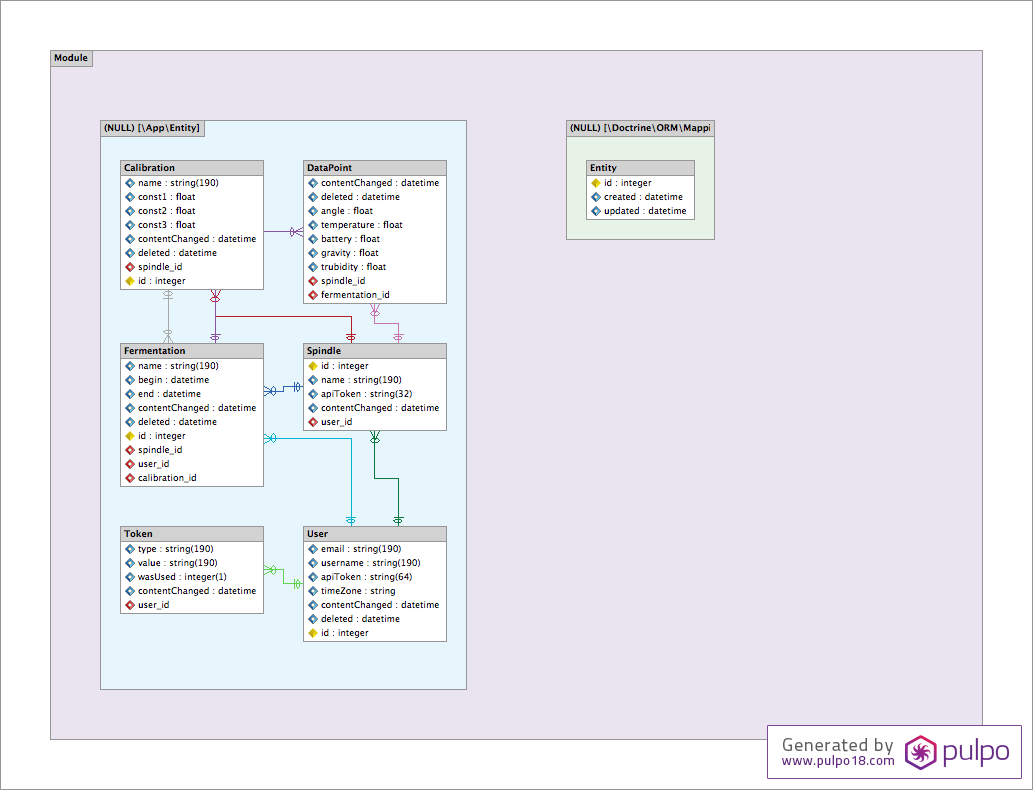 Module
(NULL) [\App\Entity]
Calibration
name : string(190)
const1 : float
const2 : float
const3 : float
contentChanged : datetime
deleted : datetime
spindle_id
id : integer
DataPoint
contentChanged : datetime
deleted : datetime
angle : float
temperature : float
battery : float
gravity : float
trubidity : float
spindle_id
fermentation_id
Fermentation
name : string(190)
begin : datetime
end : datetime
contentChanged : datetime
deleted : datetime
id : integer
spindle_id
user_id
calibration_id
Spindle
id : integer
name : string(190)
apiToken : string(32)
contentChanged : datetime
user_id
Token
type : string(190)
value : string(190)
wasUsed : integer(1)
contentChanged : datetime
user_id
User
email : string(190)
username : string(190)
apiToken : string(64)
timeZone : string
contentChanged : datetime
deleted : datetime
id : integer
(NULL) [\Doctrine\ORM\Mappi
Entity
id : integer
created : datetime
updated : datetime
Generated by
www.pulpo18.com
pulpo